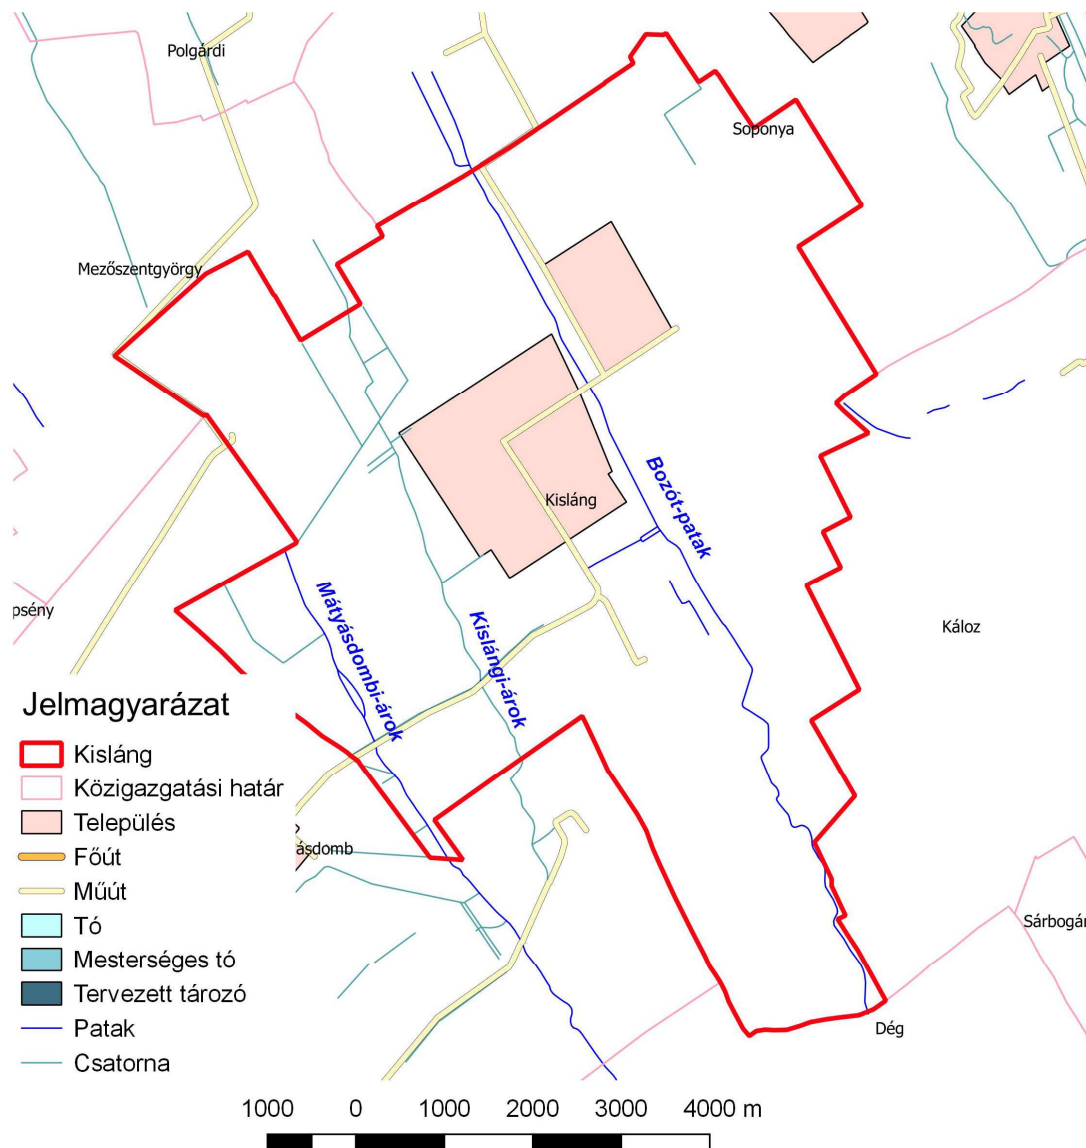 Polgárdi
Soponya
Mezőszentgyörgy
Kisláng
Bozót-patak
Mátyásdombi-árok
Kislángi-árok
psény
Káloz
ásdomb
Sárbogár
Dég
Jelmagyarázat
Kisláng
Közigazgatási határ
Település
Főút
Műút
Tó
Mesterséges tó
Tervezett tározó
Patak
Csatorna
1000 0 1000 2000 3000 4000 m